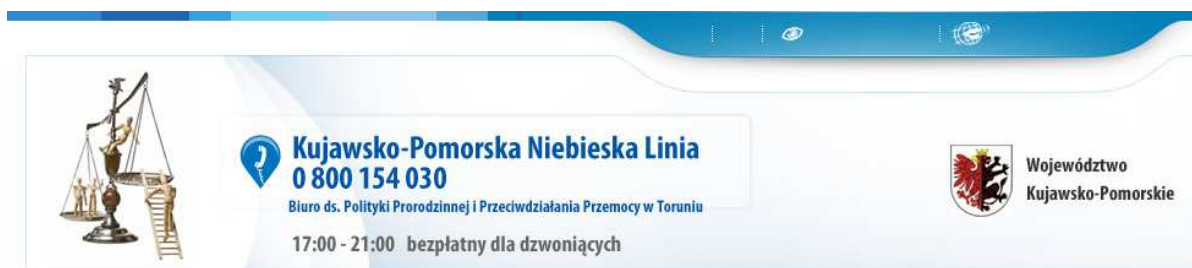 Kujawsko-Pomorska Niebieska Linia
0 800 154 030
Biuro ds. Polityki Prorodzinnej i Przeciwdziałania Przemocy w Toruniu
17:00 - 21:00 bezpłatny dla dzwoniących
Województwo
Kujawsko-Pomorskie